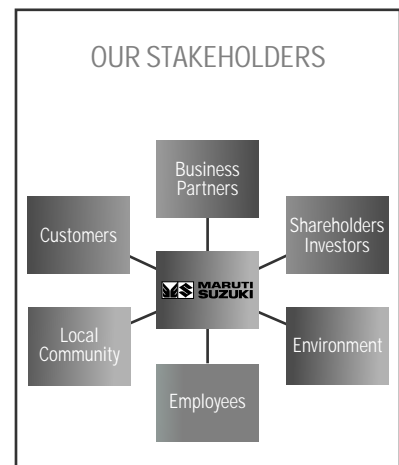 OUR STAKEHOLDERS
Business
Partners
Customers
Shareholders
Investors
MARUTI
SUZUKI
Local
Community
Environment
Employees